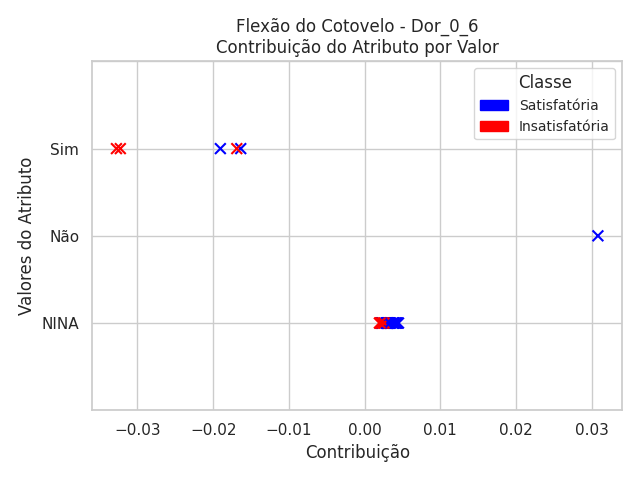 Flexão do Cotovelo - Dor_0_6
Contribuição do Atributo por Valor
Classe
Satisfatória
Insatisfatória
Valores do Atributo
Sim
Não
NINA
−0.03 −0.02 −0.01 0.00 0.01 0.02 0.03
Contribuição